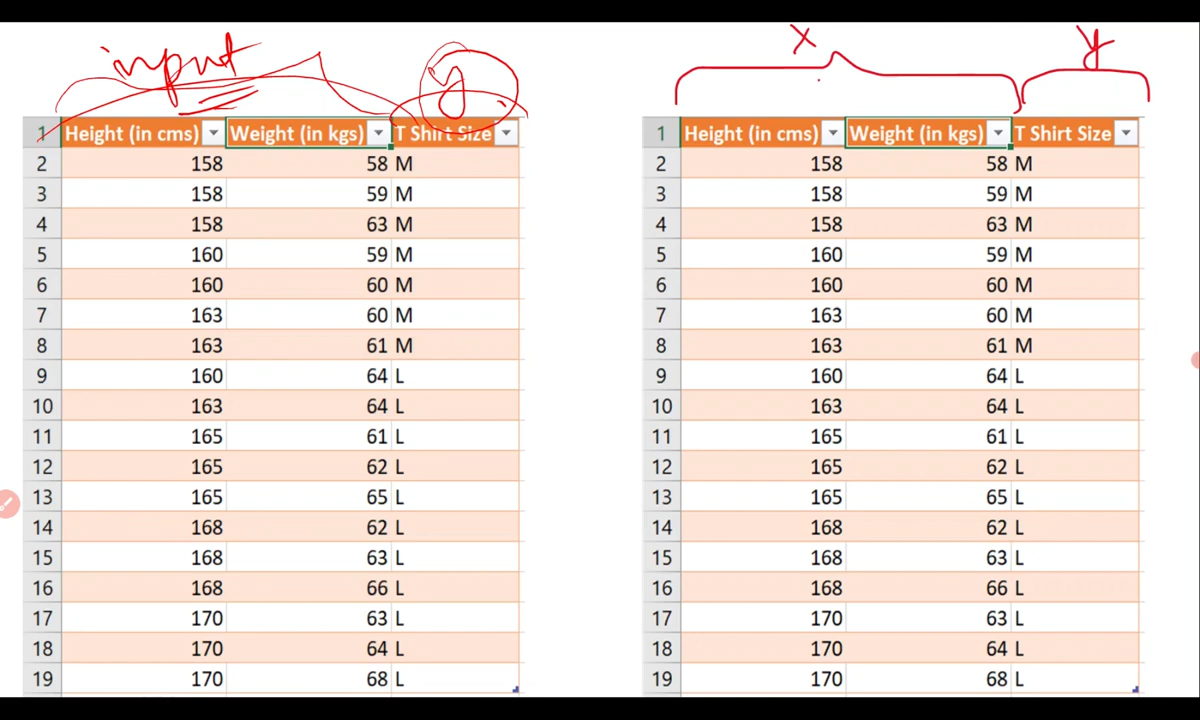 input y x y
1 Height (in cms) Weight (in kgs) T Shirt Size 1 Height (in cms) Weight (in kgs) T Shirt Size
2 158 58 M 2 158 58 M
3 158 59 M 3 158 59 M
4 158 63 M 4 158 63 M
5 160 59 M 5 160 59 M
6 160 60 M 6 160 60 M
7 163 60 M 7 163 60 M
8 163 61 M 8 163 61 M
9 160 64 L 9 160 64 L
10 163 64 L 10 163 64 L
11 165 61 L 11 165 61 L
12 165 62 L 12 165 62 L
13 165 65 L 13 165 65 L
14 168 62 L 14 168 62 L
15 168 63 L 15 168 63 L
16 168 66 L 16 168 66 L
17 170 63 L 17 170 63 L
18 170 64 L 18 170 64 L
19 170 68 L 19 170 68 L